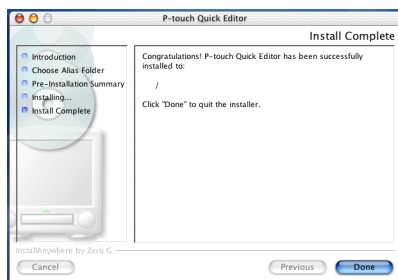 P-touch Quick Editor
Install Complete
Introduction
Choose Alias Folder
Pre-Installation Summary
Installing...
Install Complete
Congratulations! P-touch Quick Editor has been successfully
installed to:
/
Click "Done" to quit the installer.
InstallAnywhere by Zero G
Cancel
Previous
Done